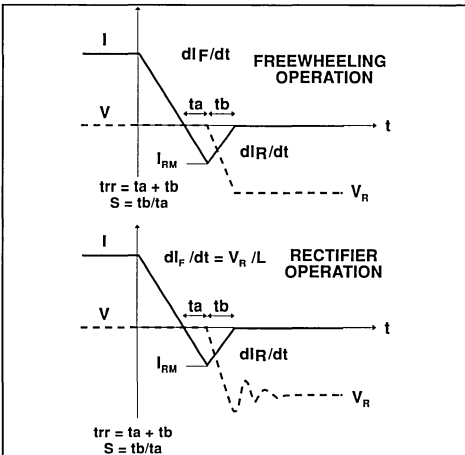 I
dIF/dt
FREEWHEELING
OPERATION
ta tb
V
t
IRM
dIR/dt
trr = ta + tb
S = tb/ta
VR
I
dIF/dt = VR/L
RECTIFIER
OPERATION
ta tb
V
t
IRM
dIR/dt
VR
trr = ta + tb
S = tb/ta